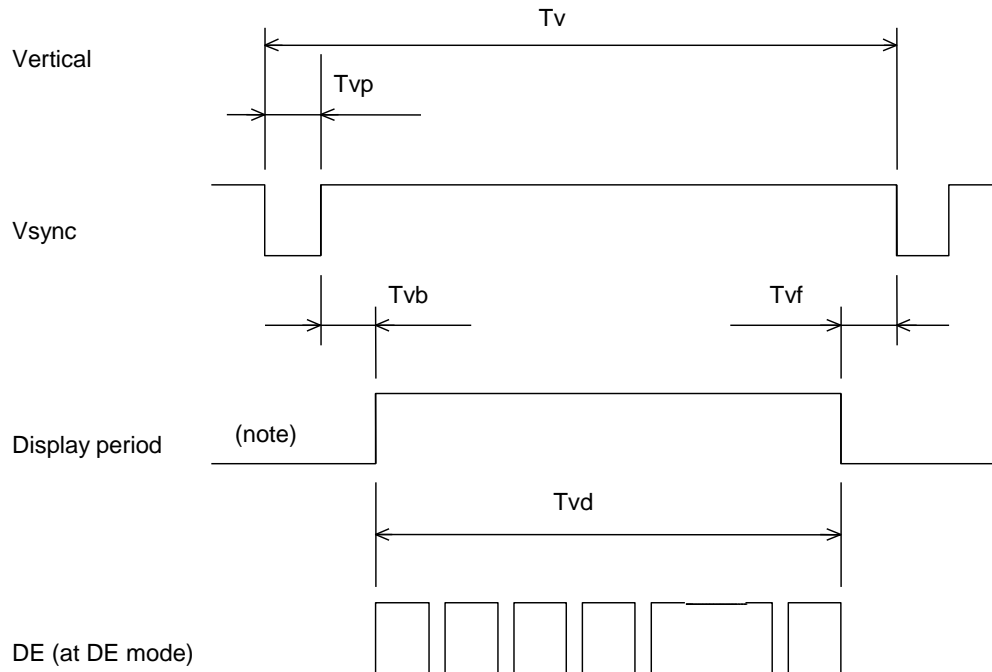 Tv
Vertical
Tvp
Vsync
Tvb
Tvf
Display period
(note)
Tvd
DE (at DE mode)